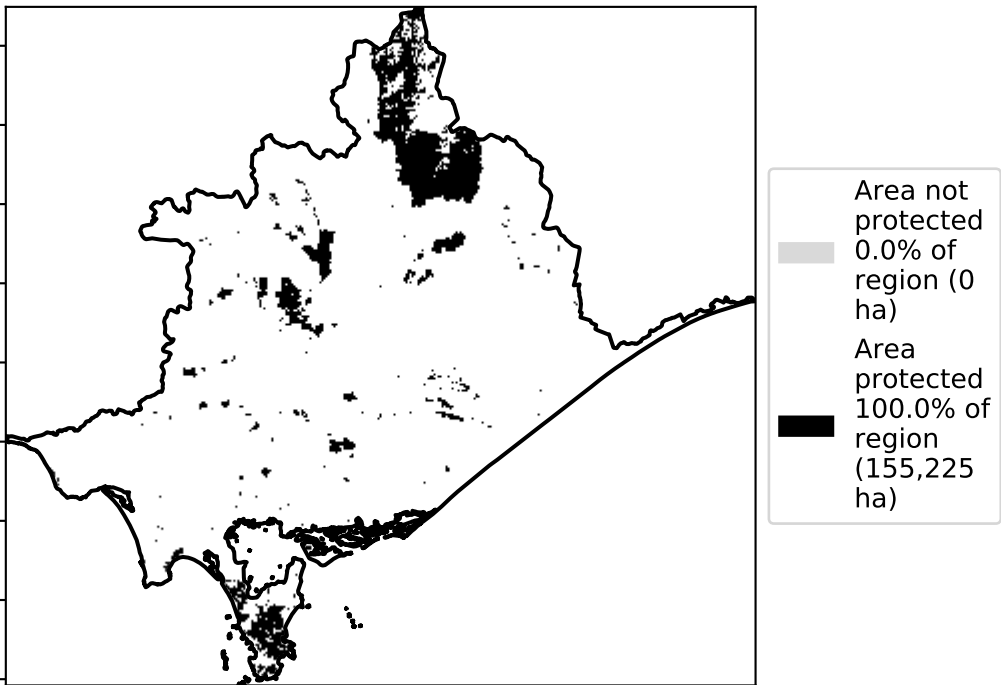 Area not
protected
0.0% of
region (0
ha)
Area
protected
100.0% of
region
(155,225
ha)